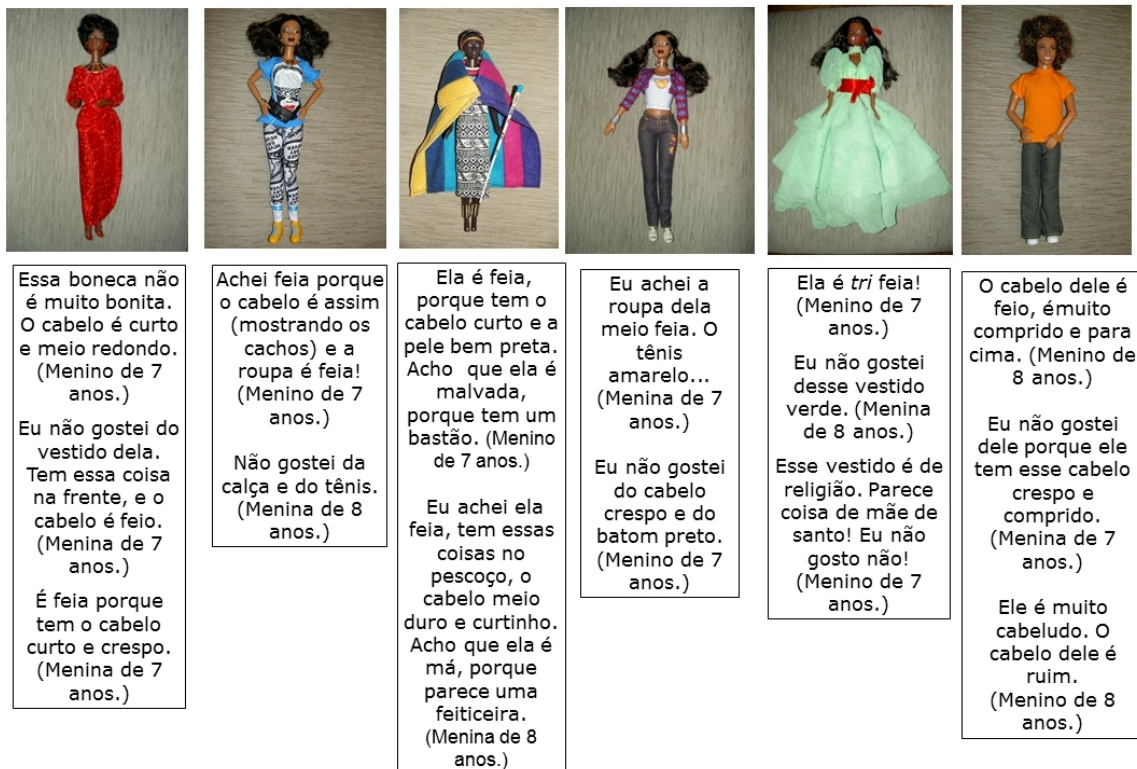 Essa boneca não
é muito bonita.
O cabelo é curto
e meio redondo.
(Menino de 7
anos.)
Eu não gostei do
vestido dela.
Tem essa coisa
na frente, e o
cabelo é feio.
(Menina de 7
anos.)
É feia porque
tem o cabelo
curto e crespo.
(Menina de 7
anos.)
Achei feia porque
o cabelo é assim
(mostrando os
cachos) e a
roupa é feia!
(Menino de 7
anos.)
Não gostei da
calça e do tênis.
(Menina de 8
anos.)
Ela é feia,
porque tem o
cabelo curto e a
pele bem preta.
Acho que ela é
malvada,
porque tem um
bastão. (Menino
de 7 anos.)
Eu achei ela
feia, tem essas
coisas no
pescoço, o
cabelo meio
duro e curtinho.
Acho que ela é
má, porque
parece uma
feiticeira.
(Menina de 8
anos.)
Eu achei a
roupa dela
meio feia. O
tênis
amarelo...
(Menina de 7
anos.)
Eu não gostei
do cabelo
crespo e do
batom preto.
(Menino de 7
anos.)
Ela é tri feia!
(Menino de 7
anos.)
Eu não gostei
desse vestido
verde. (Menina
de 8 anos.)
Esse vestido é de
religião. Parece
coisa de mãe de
santo! Eu não
gosto não!
(Menino de 7
anos.)
O cabelo dele é
feio, émuito
comprido e para
cima. (Menino de
8 anos.)
Eu não gostei
dele porque ele
tem esse cabelo
crespo e
comprido.
(Menina de 7
anos.)
Ele é muito
cabeludo. O
cabelo dele é
ruim.
(Menino de 8
anos.)